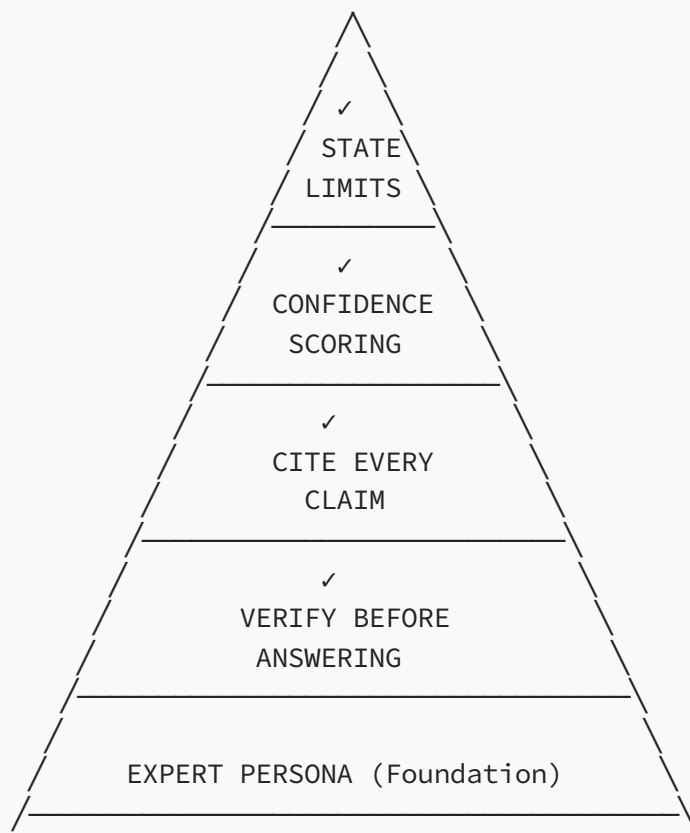 ✓
STATE
LIMITS
✓
CONFIDENCE
SCORING
✓
CITE EVERY
CLAIM
✓
VERIFY BEFORE
ANSWERING
EXPERT PERSONA (Foundation)